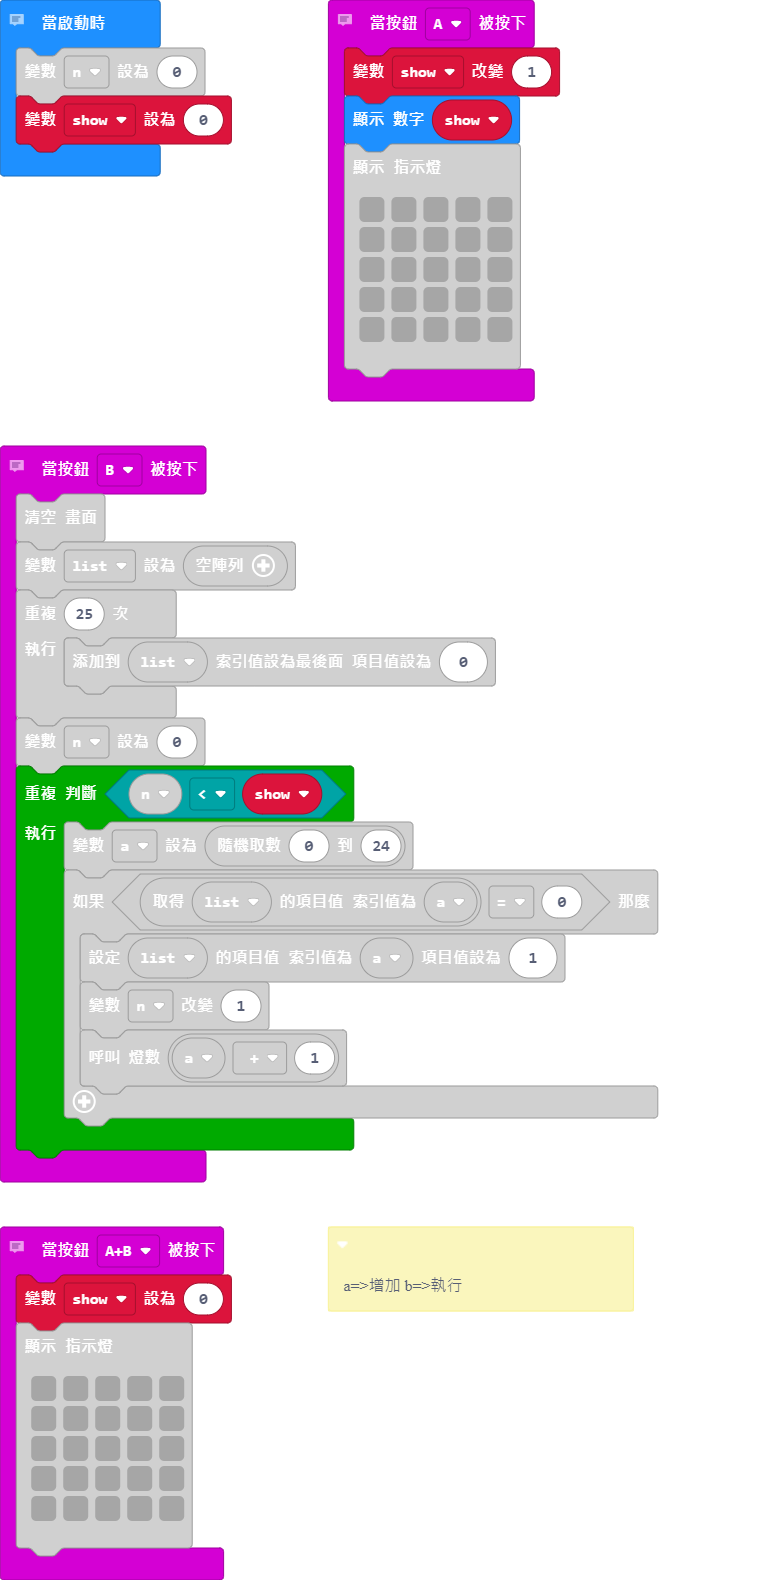 當啟動時
變數 n 設為 0
變數 show 設為 0
當按鈕 A 被按下
變數 show 改變 1
顯示 數字 show
顯示 指示燈
當按鈕 B 被按下
清空 畫面
變數 list 設為 空陣列
重複 25 次
執行 添加到 list 索引值設為最後面 項目值設為 0
變數 n 設為 0
重複 判斷 n < show
執行
變數 a 設為 隨機取數 0 到 24
如果 取得 list 的項目值 索引值為 a = 0 那麼
設定 list 的項目值 索引值為 a 項目值設為 1
變數 n 改變 1
呼叫 燈數 a + 1
當按鈕 A+B 被按下
變數 show 設為 0
顯示 指示燈
a=>增加 b=>執行